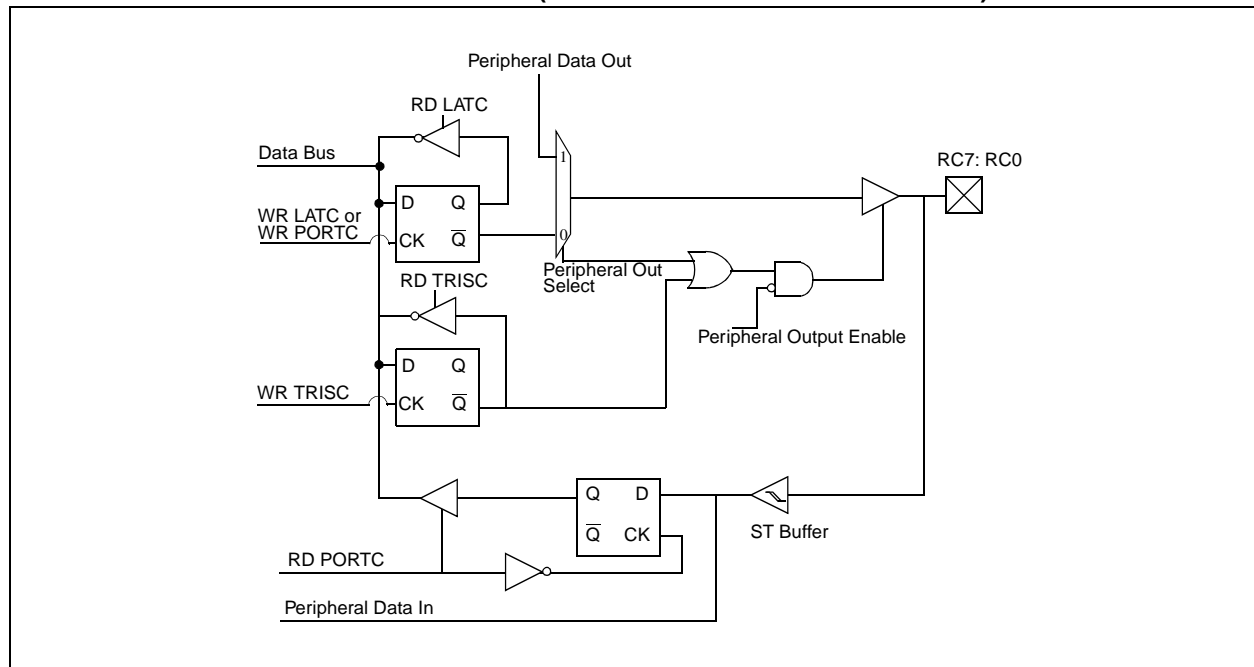 Peripheral Data Out
RD LATC
Data Bus
1
RC7: RC0
D Q
WR LATC or
WR PORTC
CK Q
0
Peripheral Out
Select
RD TRISC
Peripheral Output Enable
D Q
WR TRISC
CK Q
Q D
Q CK
ST Buffer
RD PORTC
Peripheral Data In